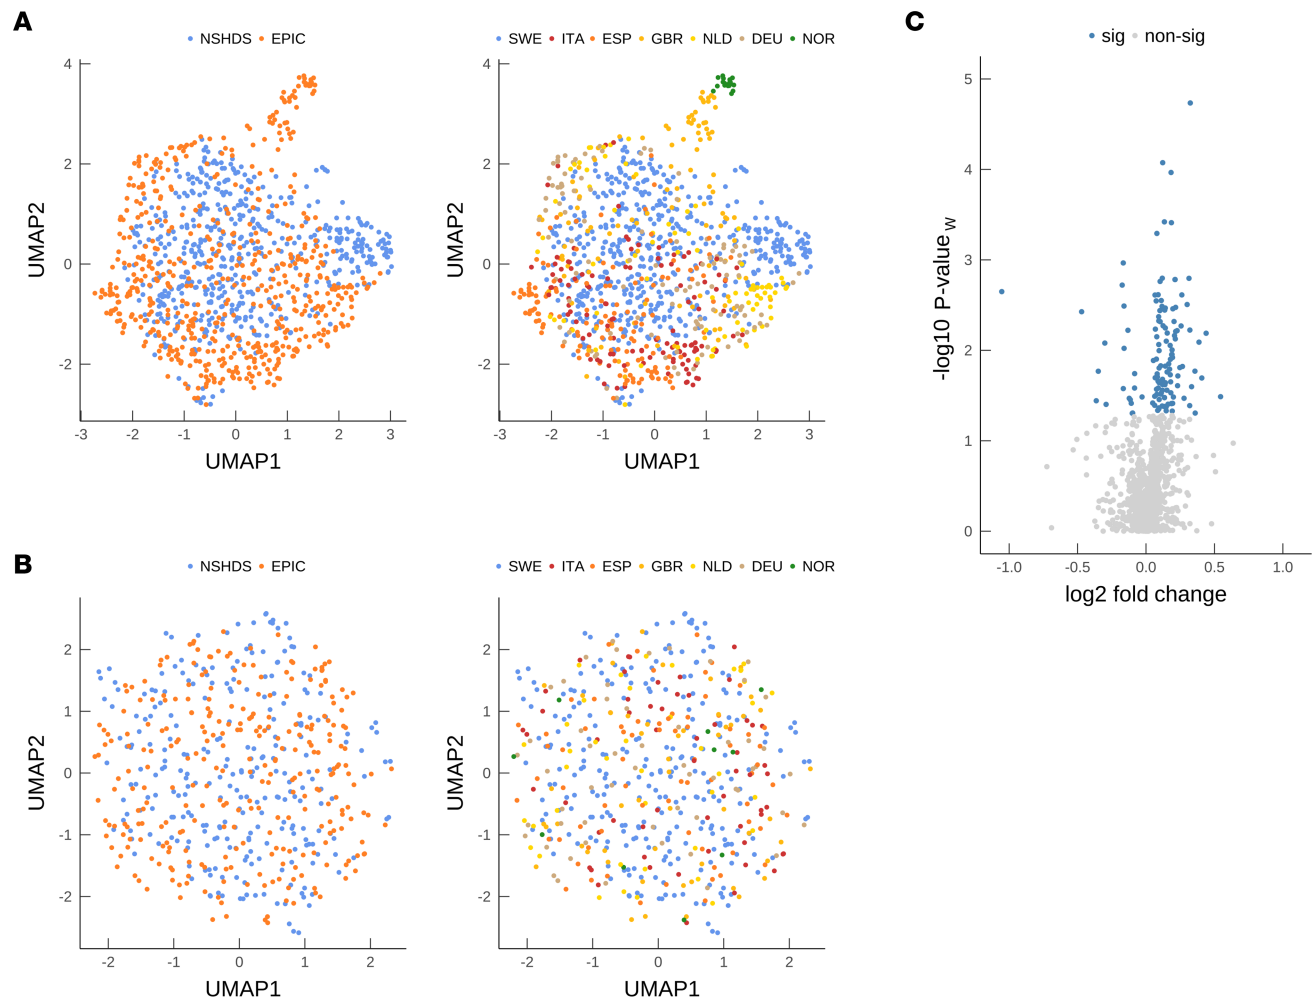 A
NSHDS EPIC
4
2
0
-2
-3 -2 -1 0 1 2 3
UMAP1
UMAP2
SWE ITA ESP GBR NLD DEU NOR
4
2
0
-2
-3 -2 -1 0 1 2 3
UMAP1
UMAP2
C
sig non-sig
5
4
3
2
1
0
-1.0 -0.5 0.0 0.5 1.0
log2 fold change
-log10 P-value W
B
NSHDS EPIC
2
1
0
-1
-2
-2 -1 0 1 2
UMAP1
UMAP2
SWE ITA ESP GBR NLD DEU NOR
2
1
0
-1
-2
-2 -1 0 1 2
UMAP1
UMAP2